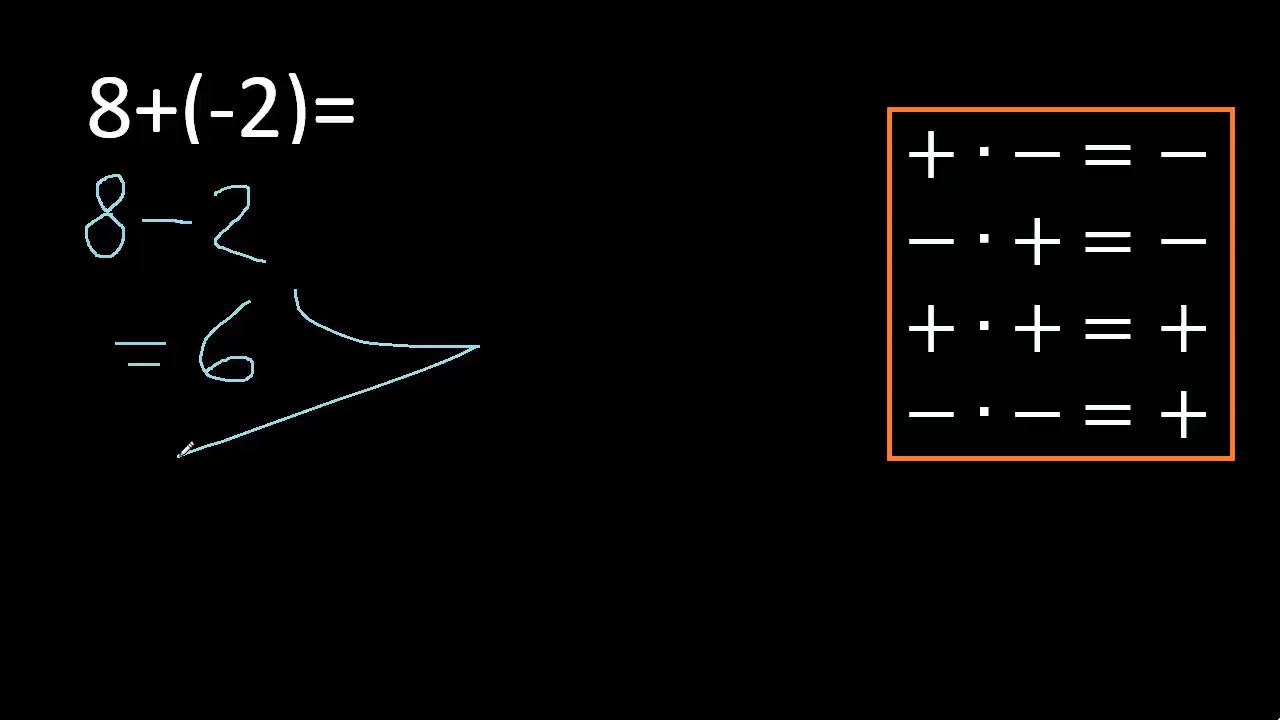 8+(-2)=
8-2
=6
+ · − = −
− · + = −
+ · + = +
− · − = +